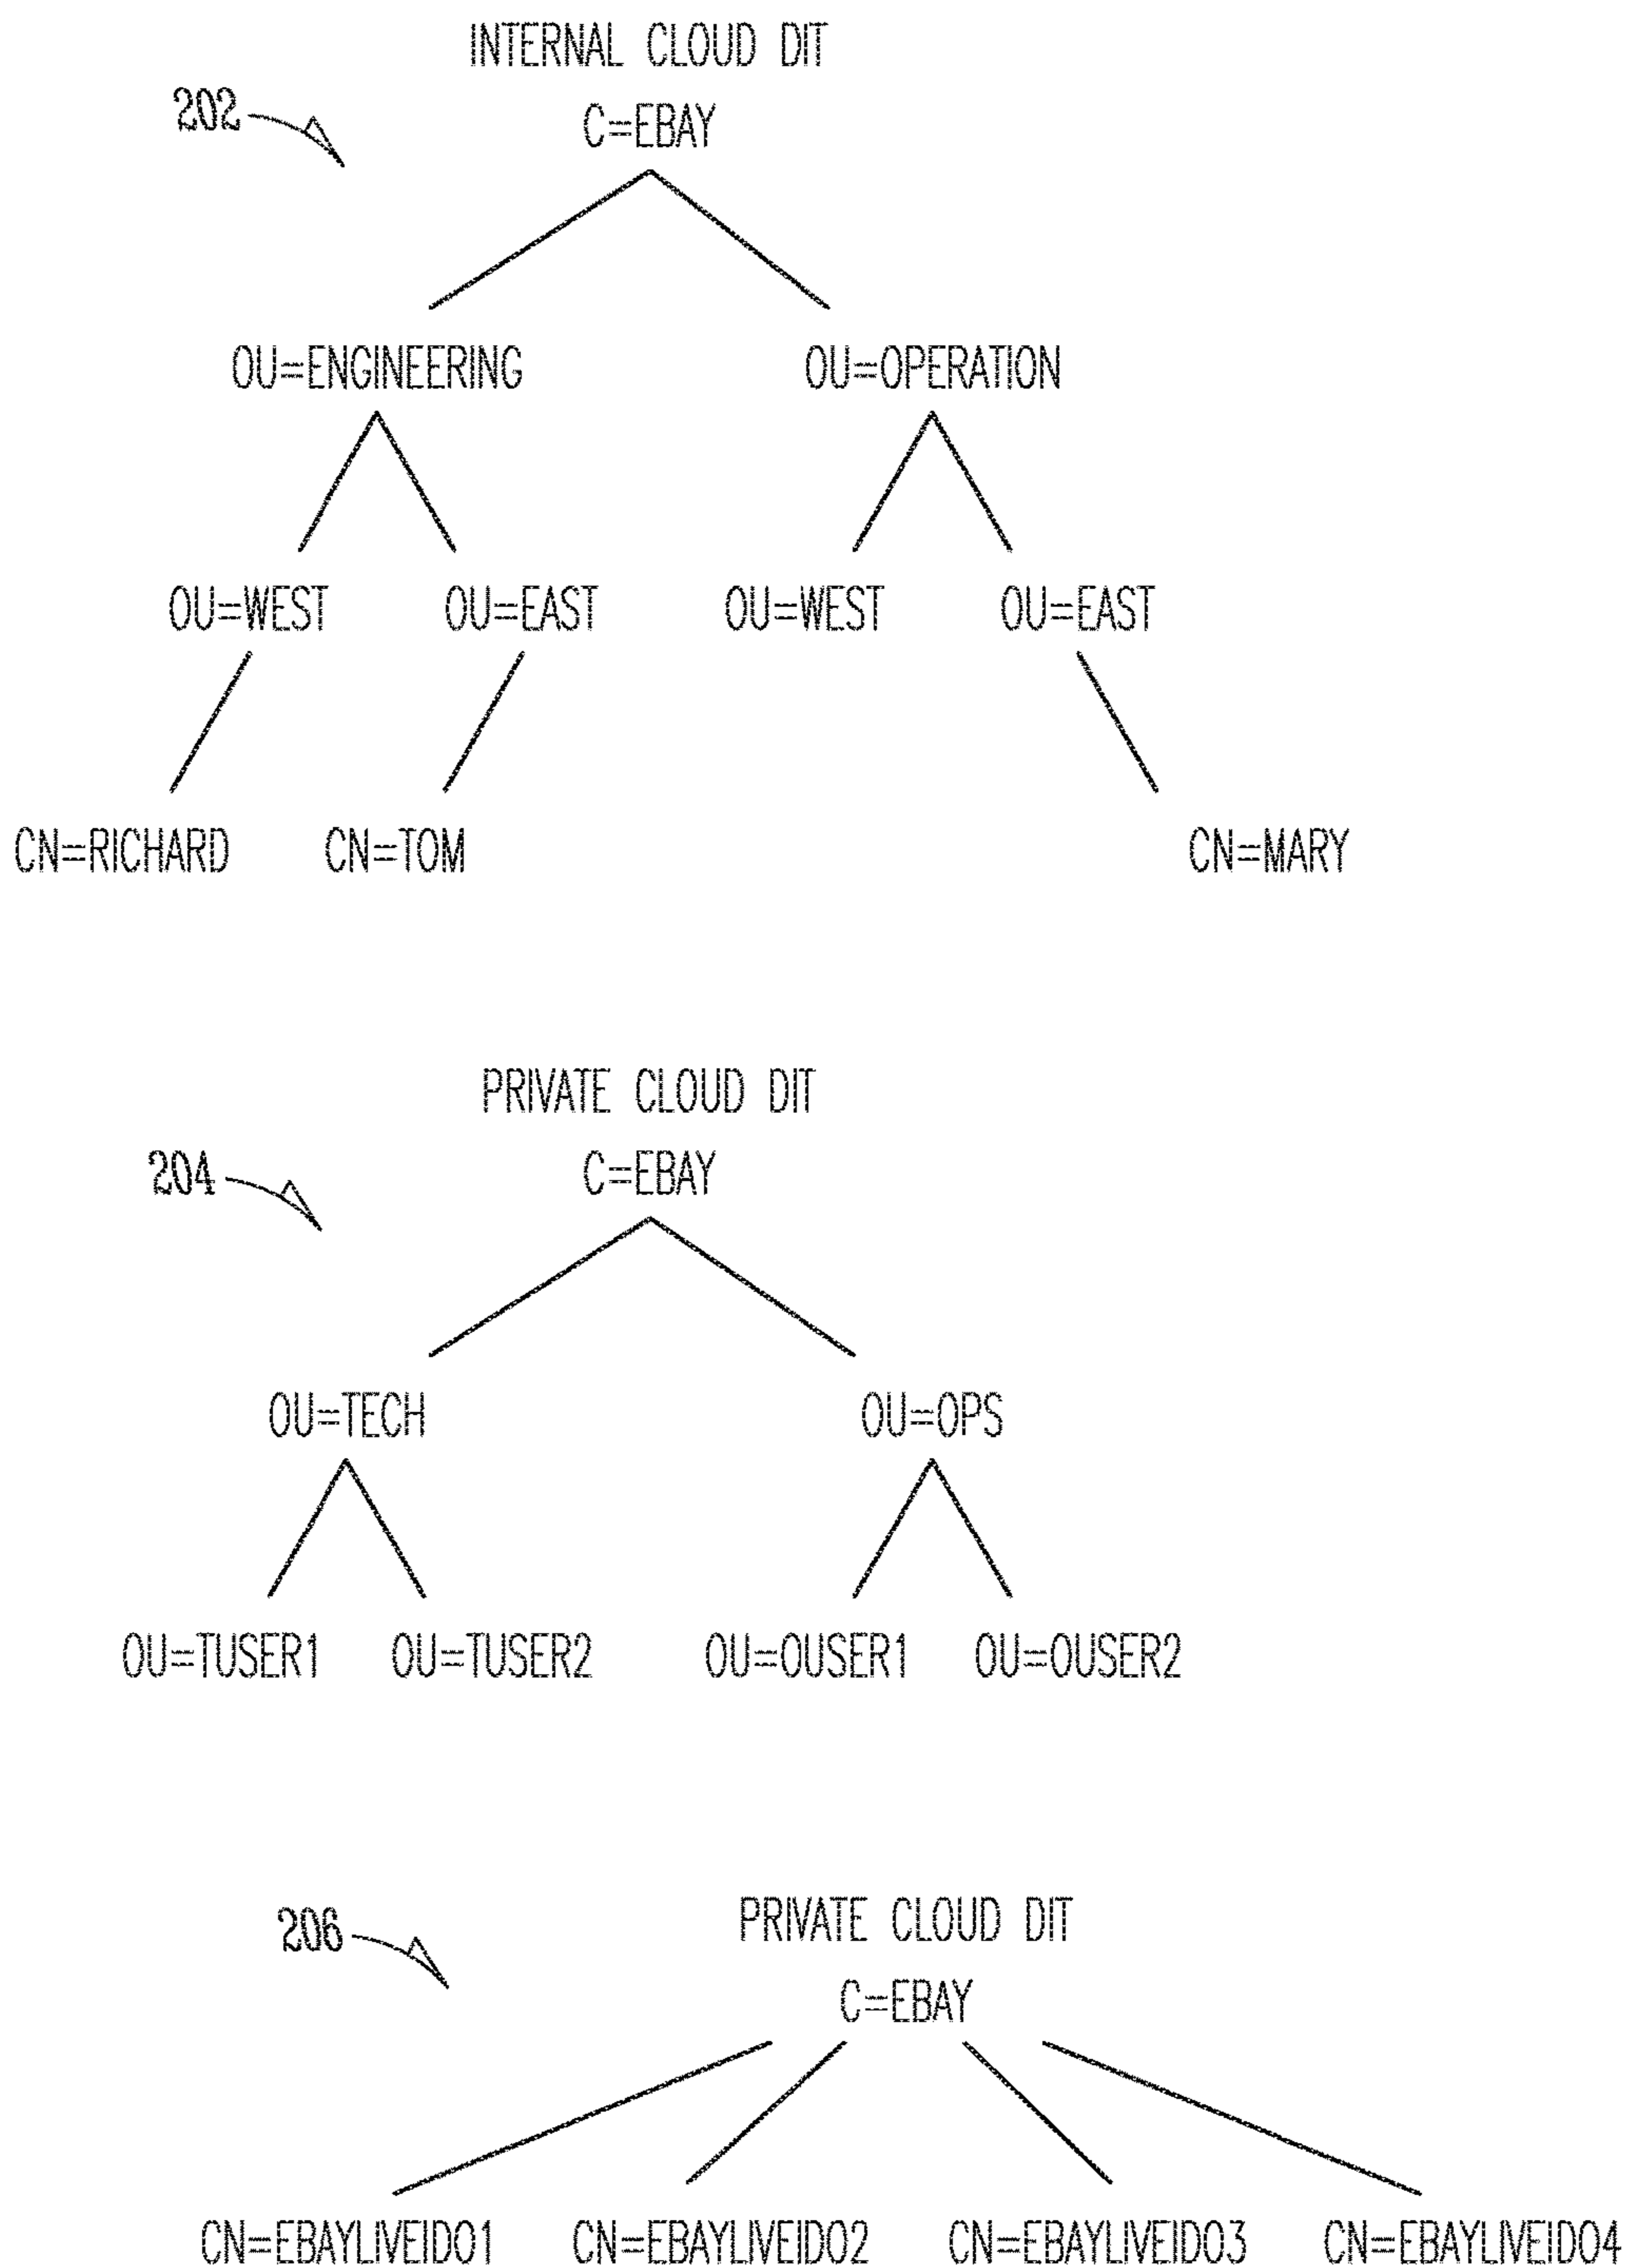 INTERNAL CLOUD DIT
202
C=EBAY
OU=ENGINEERING OU=OPERATION
OU=WEST OU=EAST OU=WEST OU=EAST
CN=RICHARD CN=TOM CN=MARY
PRIVATE CLOUD DIT
204 C=EBAY
OU=TECH OU=OPS
OU=TUSER1 OU=TUSER2 OU=OUSER1 OU=OUSER2
206 PRIVATE CLOUD DIT
C=EBAY
CN=EBAYLIVEID01 CN=EBAYLIVEID02 CN=EBAYLIVEID03 CN=EBAYLIVEID04